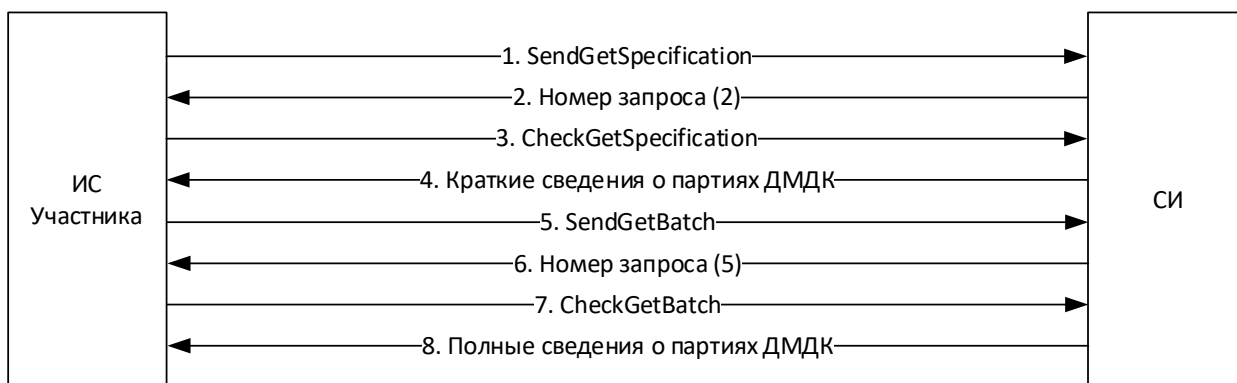 1. SendGetSpecification
2. Номер запроса (2)
3. CheckGetSpecification
4. Краткие сведения о партиях ДМДК
ИС
Участника
СИ
5. SendGetBatch
6. Номер запроса (5)
7. CheckGetBatch
8. Полные сведения о партиях ДМДК